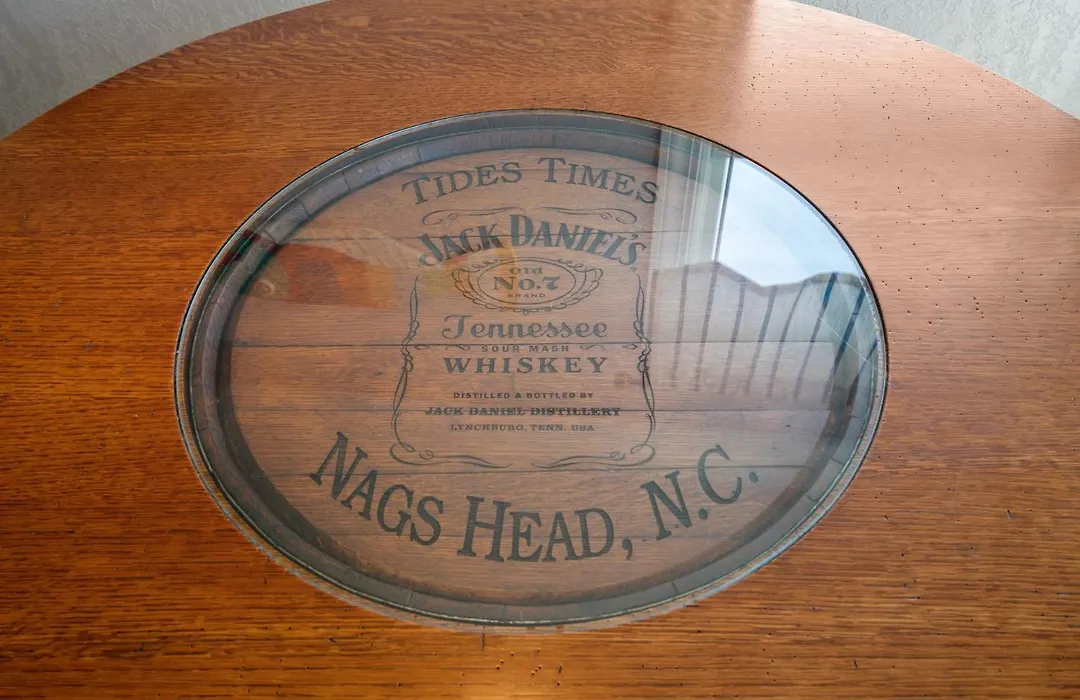 TIDES TIMES
JACK DANIEL'S
Old
No.7
BRAND
Tennessee
SOUR MASH
WHISKEY
DISTILLED & BOTTLED BY
JACK DANIEL DISTILLERY
LYNCHBURG, TENN. USA
NAGS HEAD, N.C.